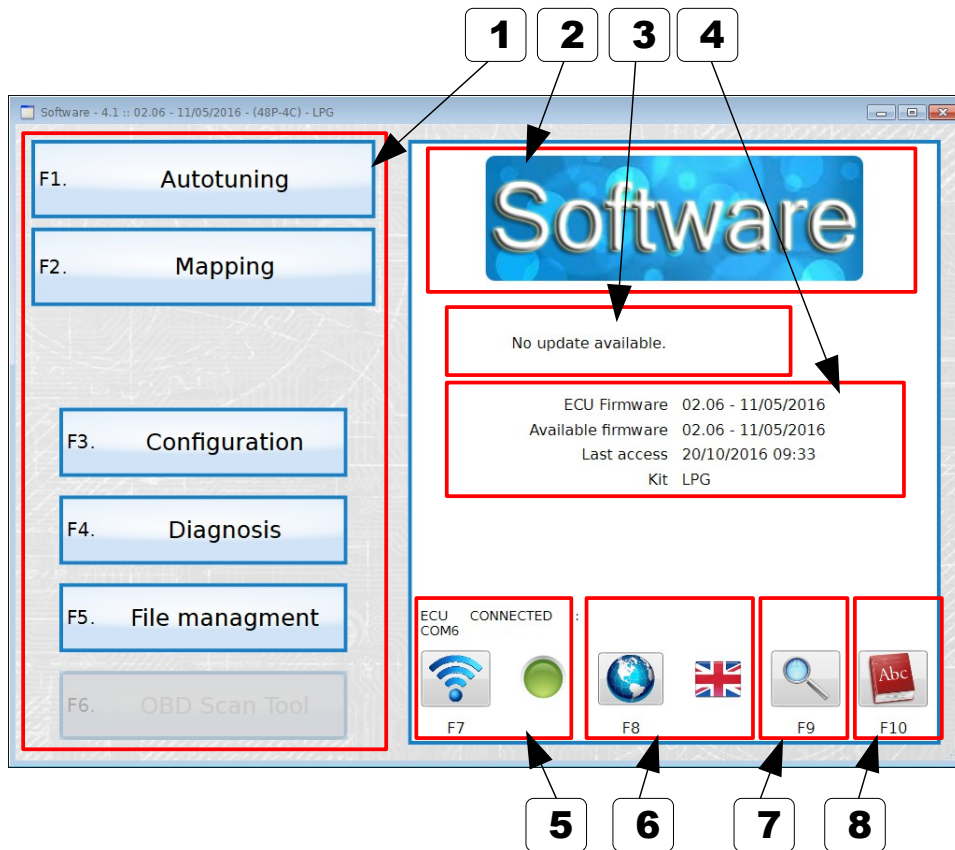 1 2 3 4
Software - 4.1 :: 02.06 - 11/05/2016 - (48P-4C) - LPG
F1. Autotuning
F2. Mapping
F3. Configuration
F4. Diagnosis
F5. File managment
F6. OBD Scan Tool
Software
No update available.
ECU Firmware 02.06 - 11/05/2016
Available firmware 02.06 - 11/05/2016
Last access 20/10/2016 09:33
Kit LPG
ECU CONNECTED :
COM6
Abc
F7 F8 F9 F10
5 6 7 8